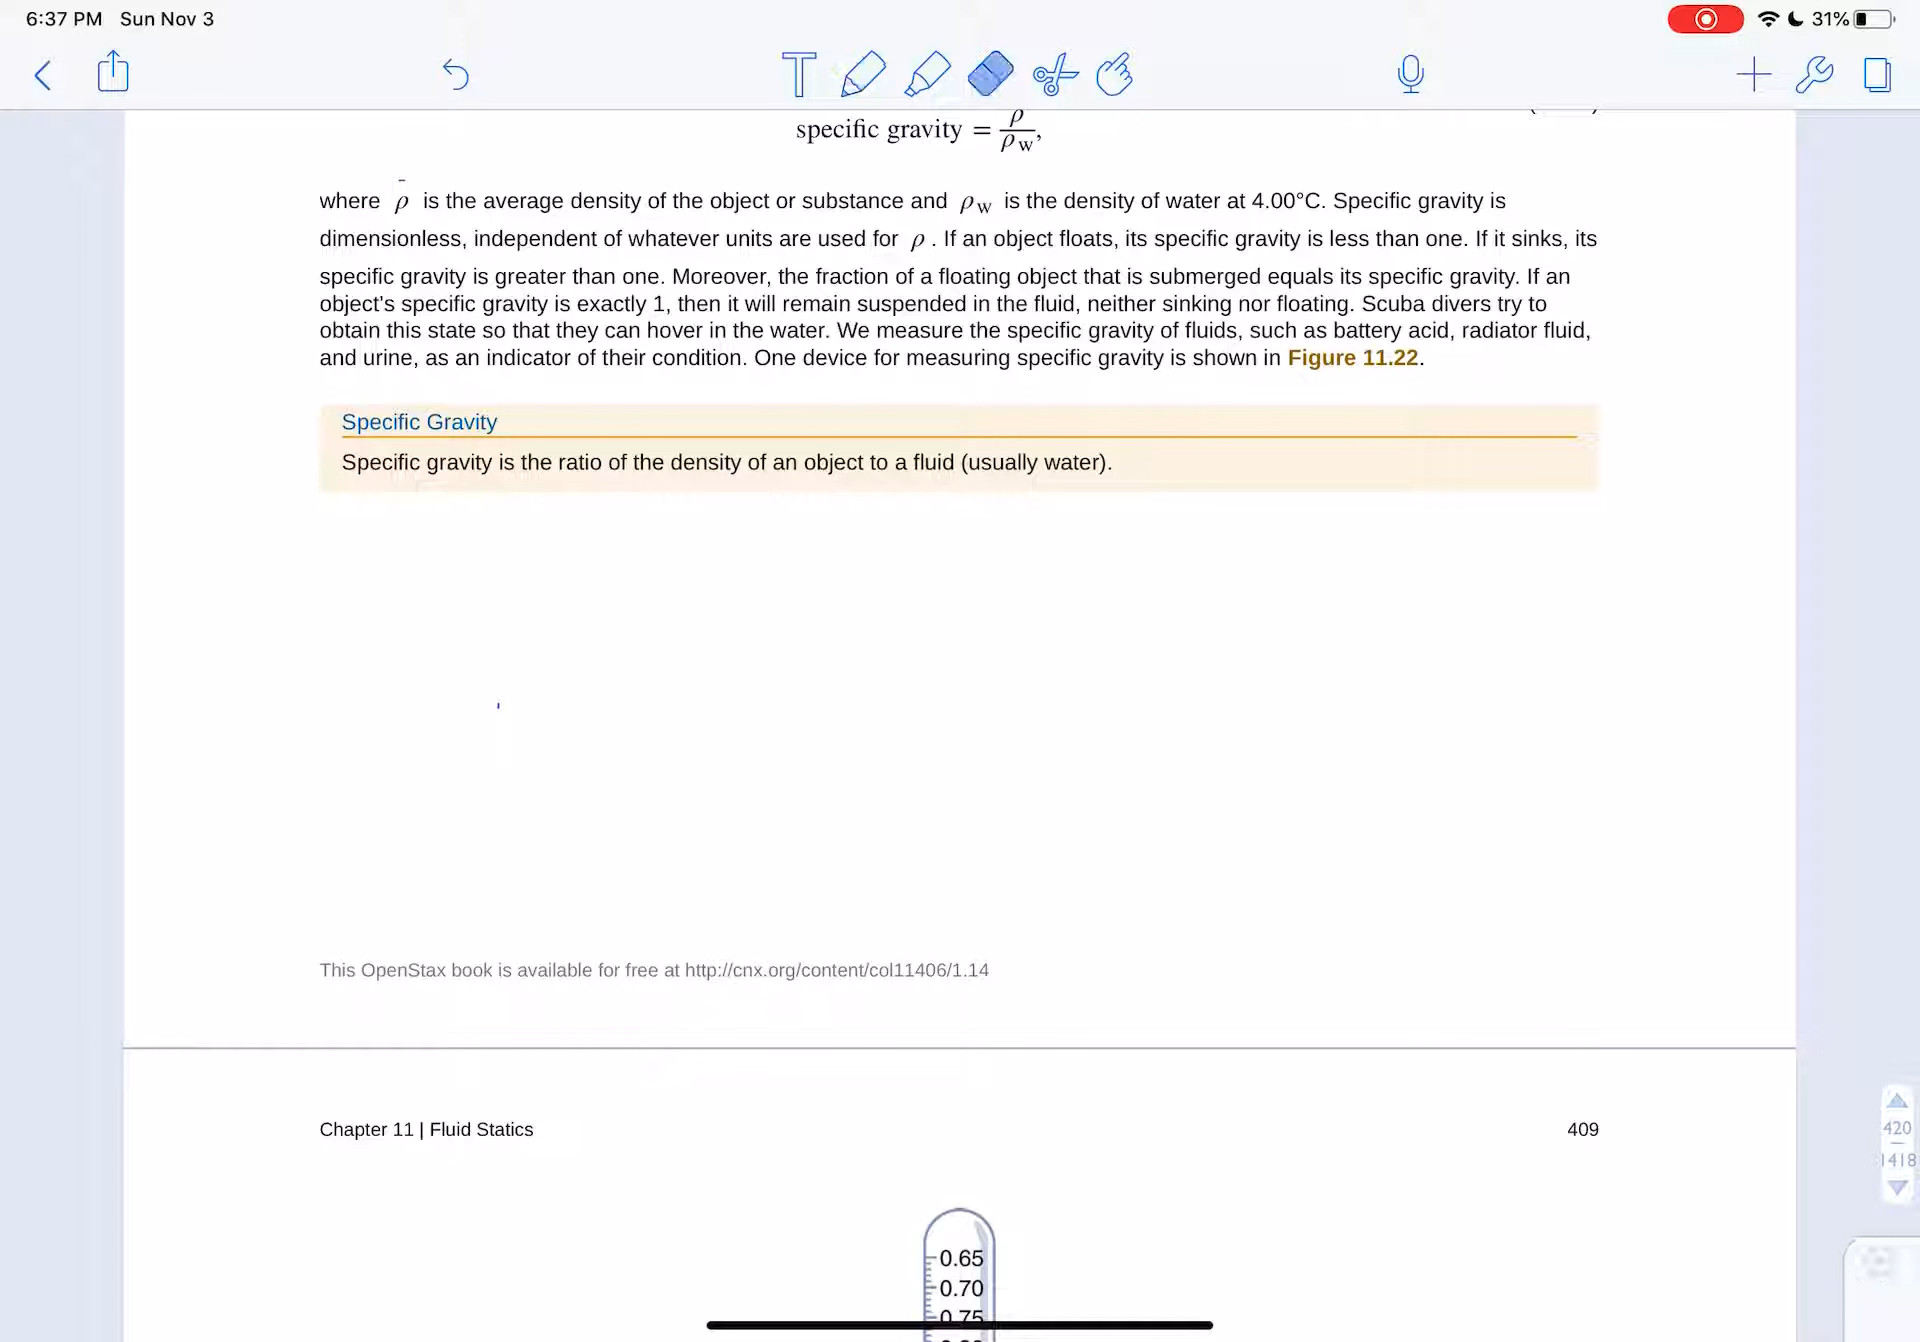 6:37 PM Sun Nov 3
31%
specific gravity = ρ/ρw,
where ρ̄ is the average density of the object or substance and ρw is the density of water at 4.00°C. Specific gravity is
dimensionless, independent of whatever units are used for ρ . If an object floats, its specific gravity is less than one. If it sinks, its
specific gravity is greater than one. Moreover, the fraction of a floating object that is submerged equals its specific gravity. If an
object's specific gravity is exactly 1, then it will remain suspended in the fluid, neither sinking nor floating. Scuba divers try to
obtain this state so that they can hover in the water. We measure the specific gravity of fluids, such as battery acid, radiator fluid,
and urine, as an indicator of their condition. One device for measuring specific gravity is shown in Figure 11.22.
Specific Gravity
Specific gravity is the ratio of the density of an object to a fluid (usually water).
This OpenStax book is available for free at http://cnx.org/content/col11406/1.14
Chapter 11 | Fluid Statics 409
420
1418
0.65
0.70
0.75